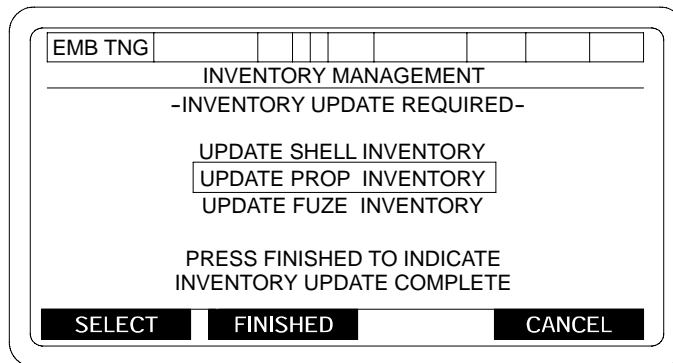 EMB TNG
INVENTORY MANAGEMENT
-INVENTORY UPDATE REQUIRED-
UPDATE SHELL INVENTORY
UPDATE PROP INVENTORY
UPDATE FUZE INVENTORY
PRESS FINISHED TO INDICATE
INVENTORY UPDATE COMPLETE
SELECT FINISHED CANCEL